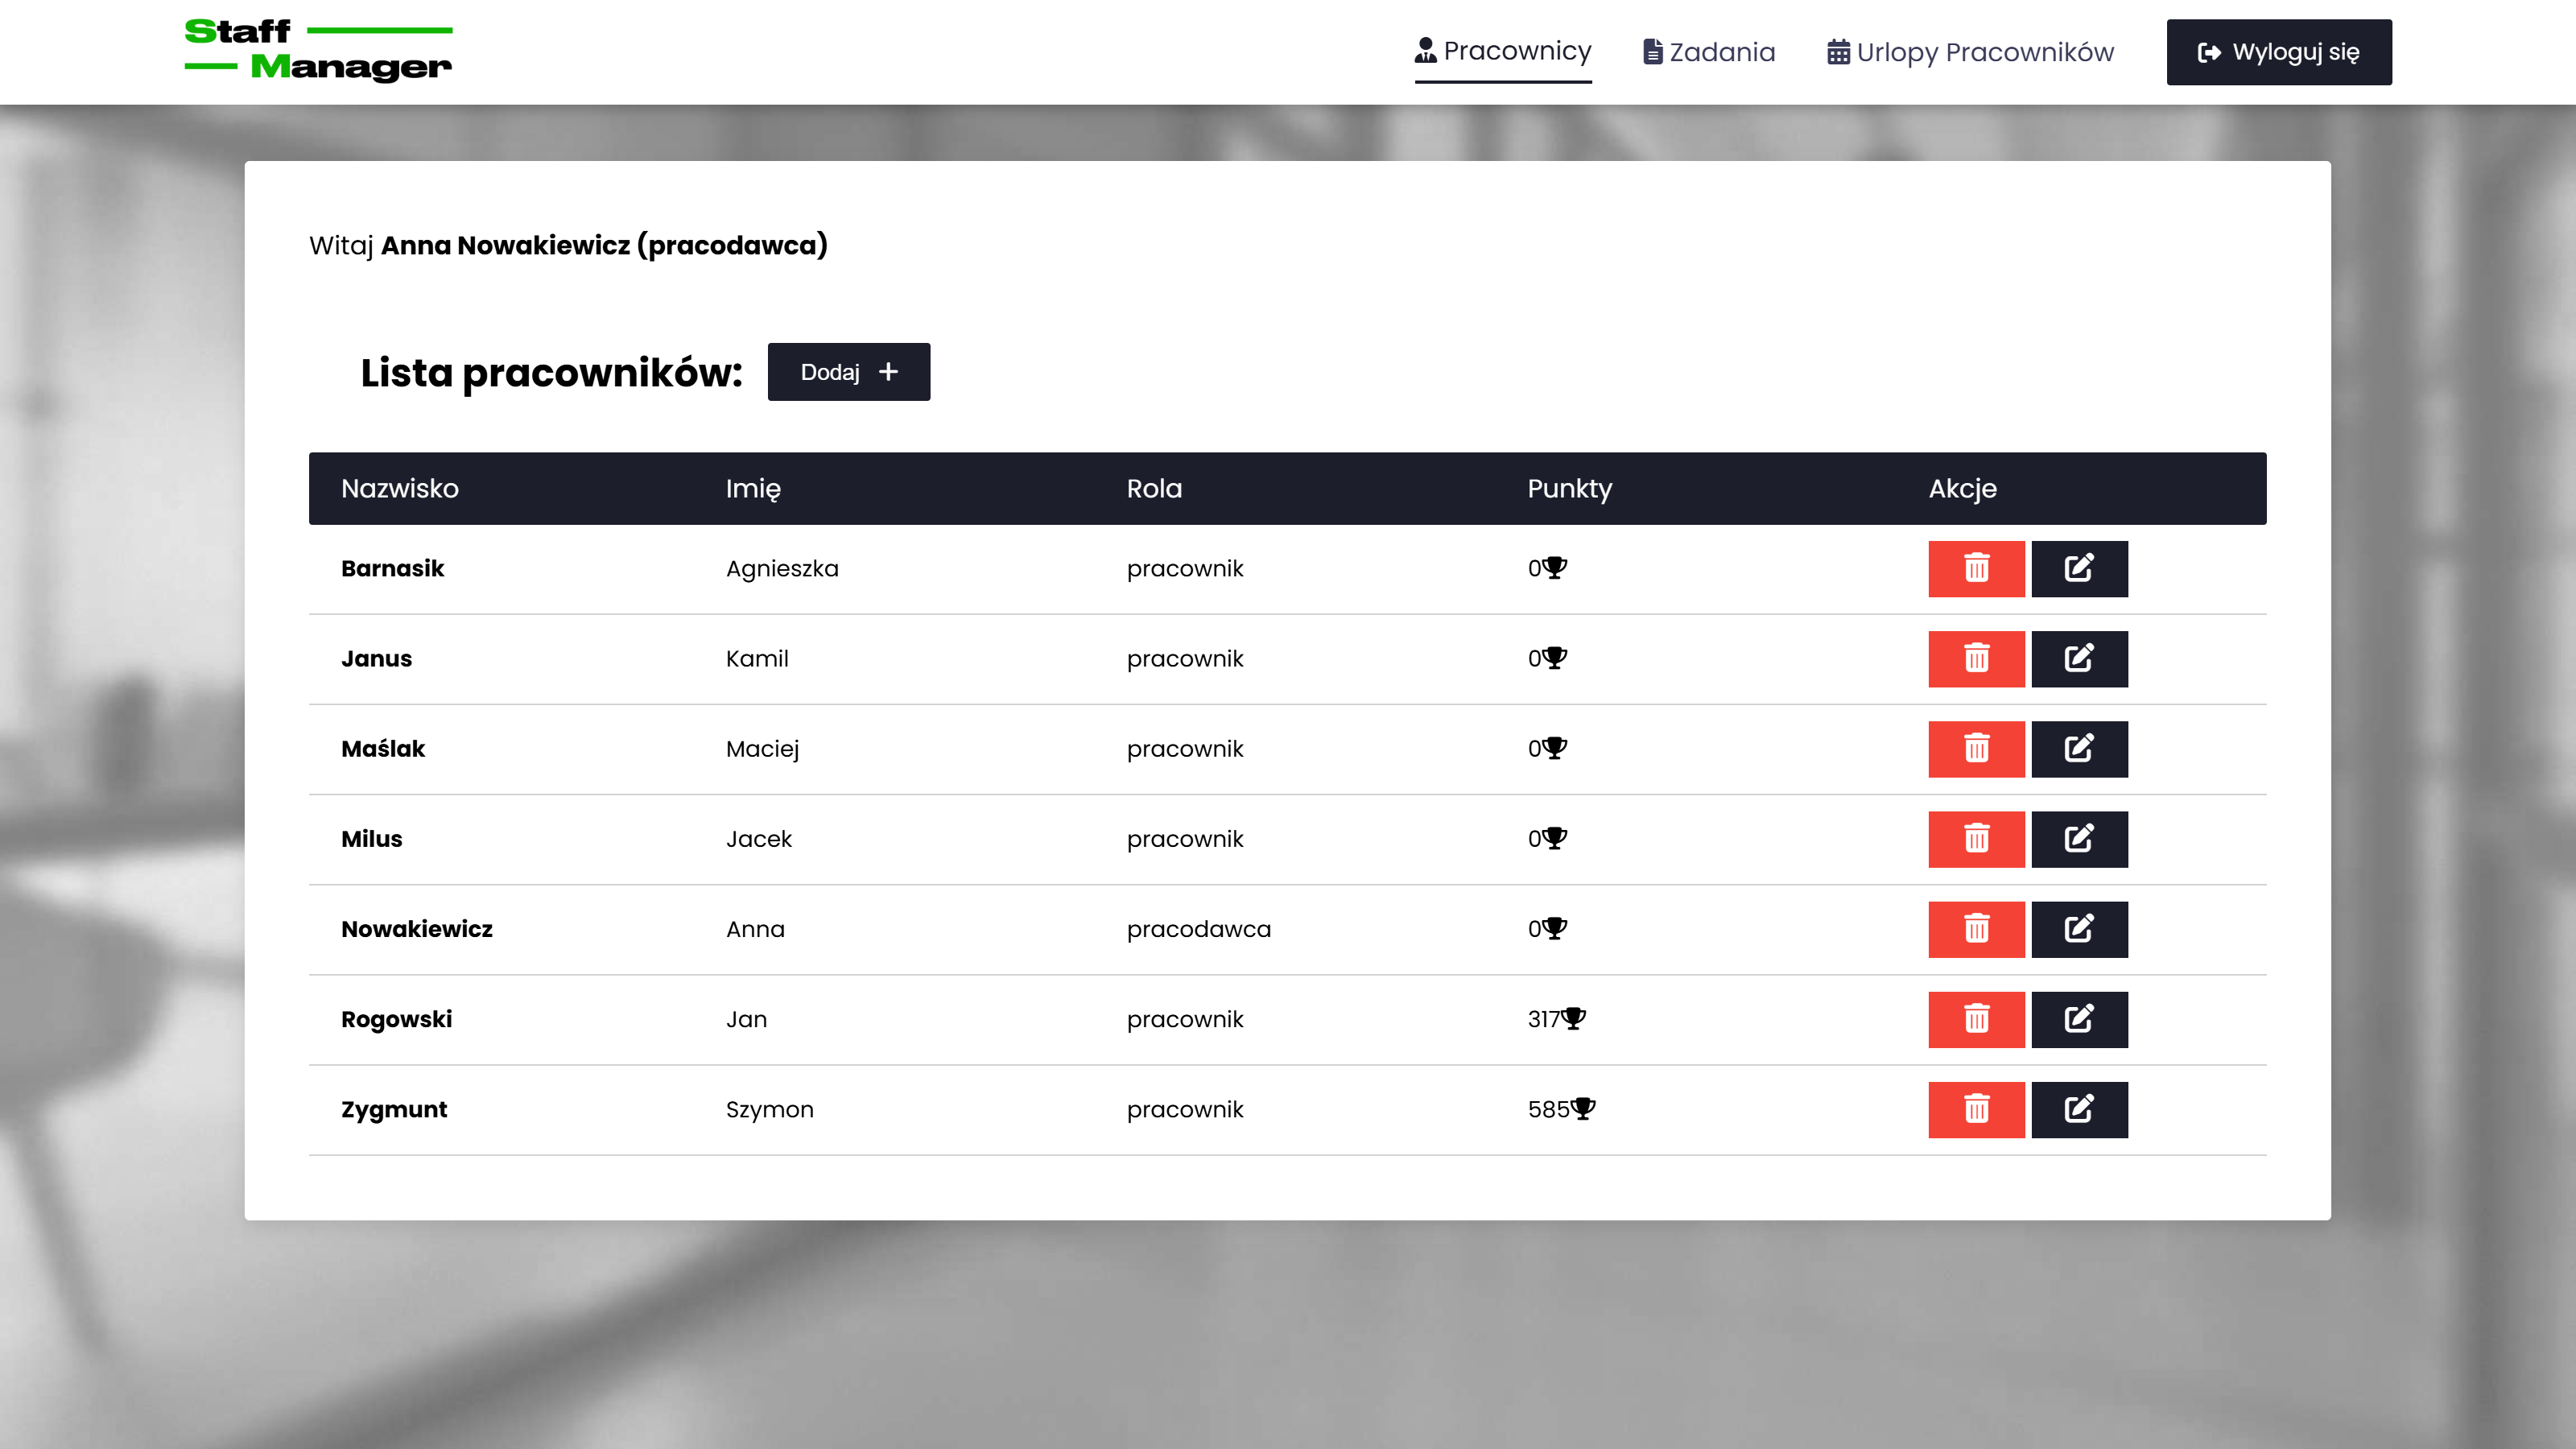 Staff
Manager
Pracownicy
Zadania
Urlopy Pracowników
Wyloguj się
Witaj Anna Nowakiewicz (pracodawca)
Lista pracowników:
Dodaj +
Nazwisko Imię Rola Punkty Akcje
Barnasik Agnieszka pracownik 0
Janus Kamil pracownik 0
Maślak Maciej pracownik 0
Milus Jacek pracownik 0
Nowakiewicz Anna pracodawca 0
Rogowski Jan pracownik 317
Zygmunt Szymon pracownik 585